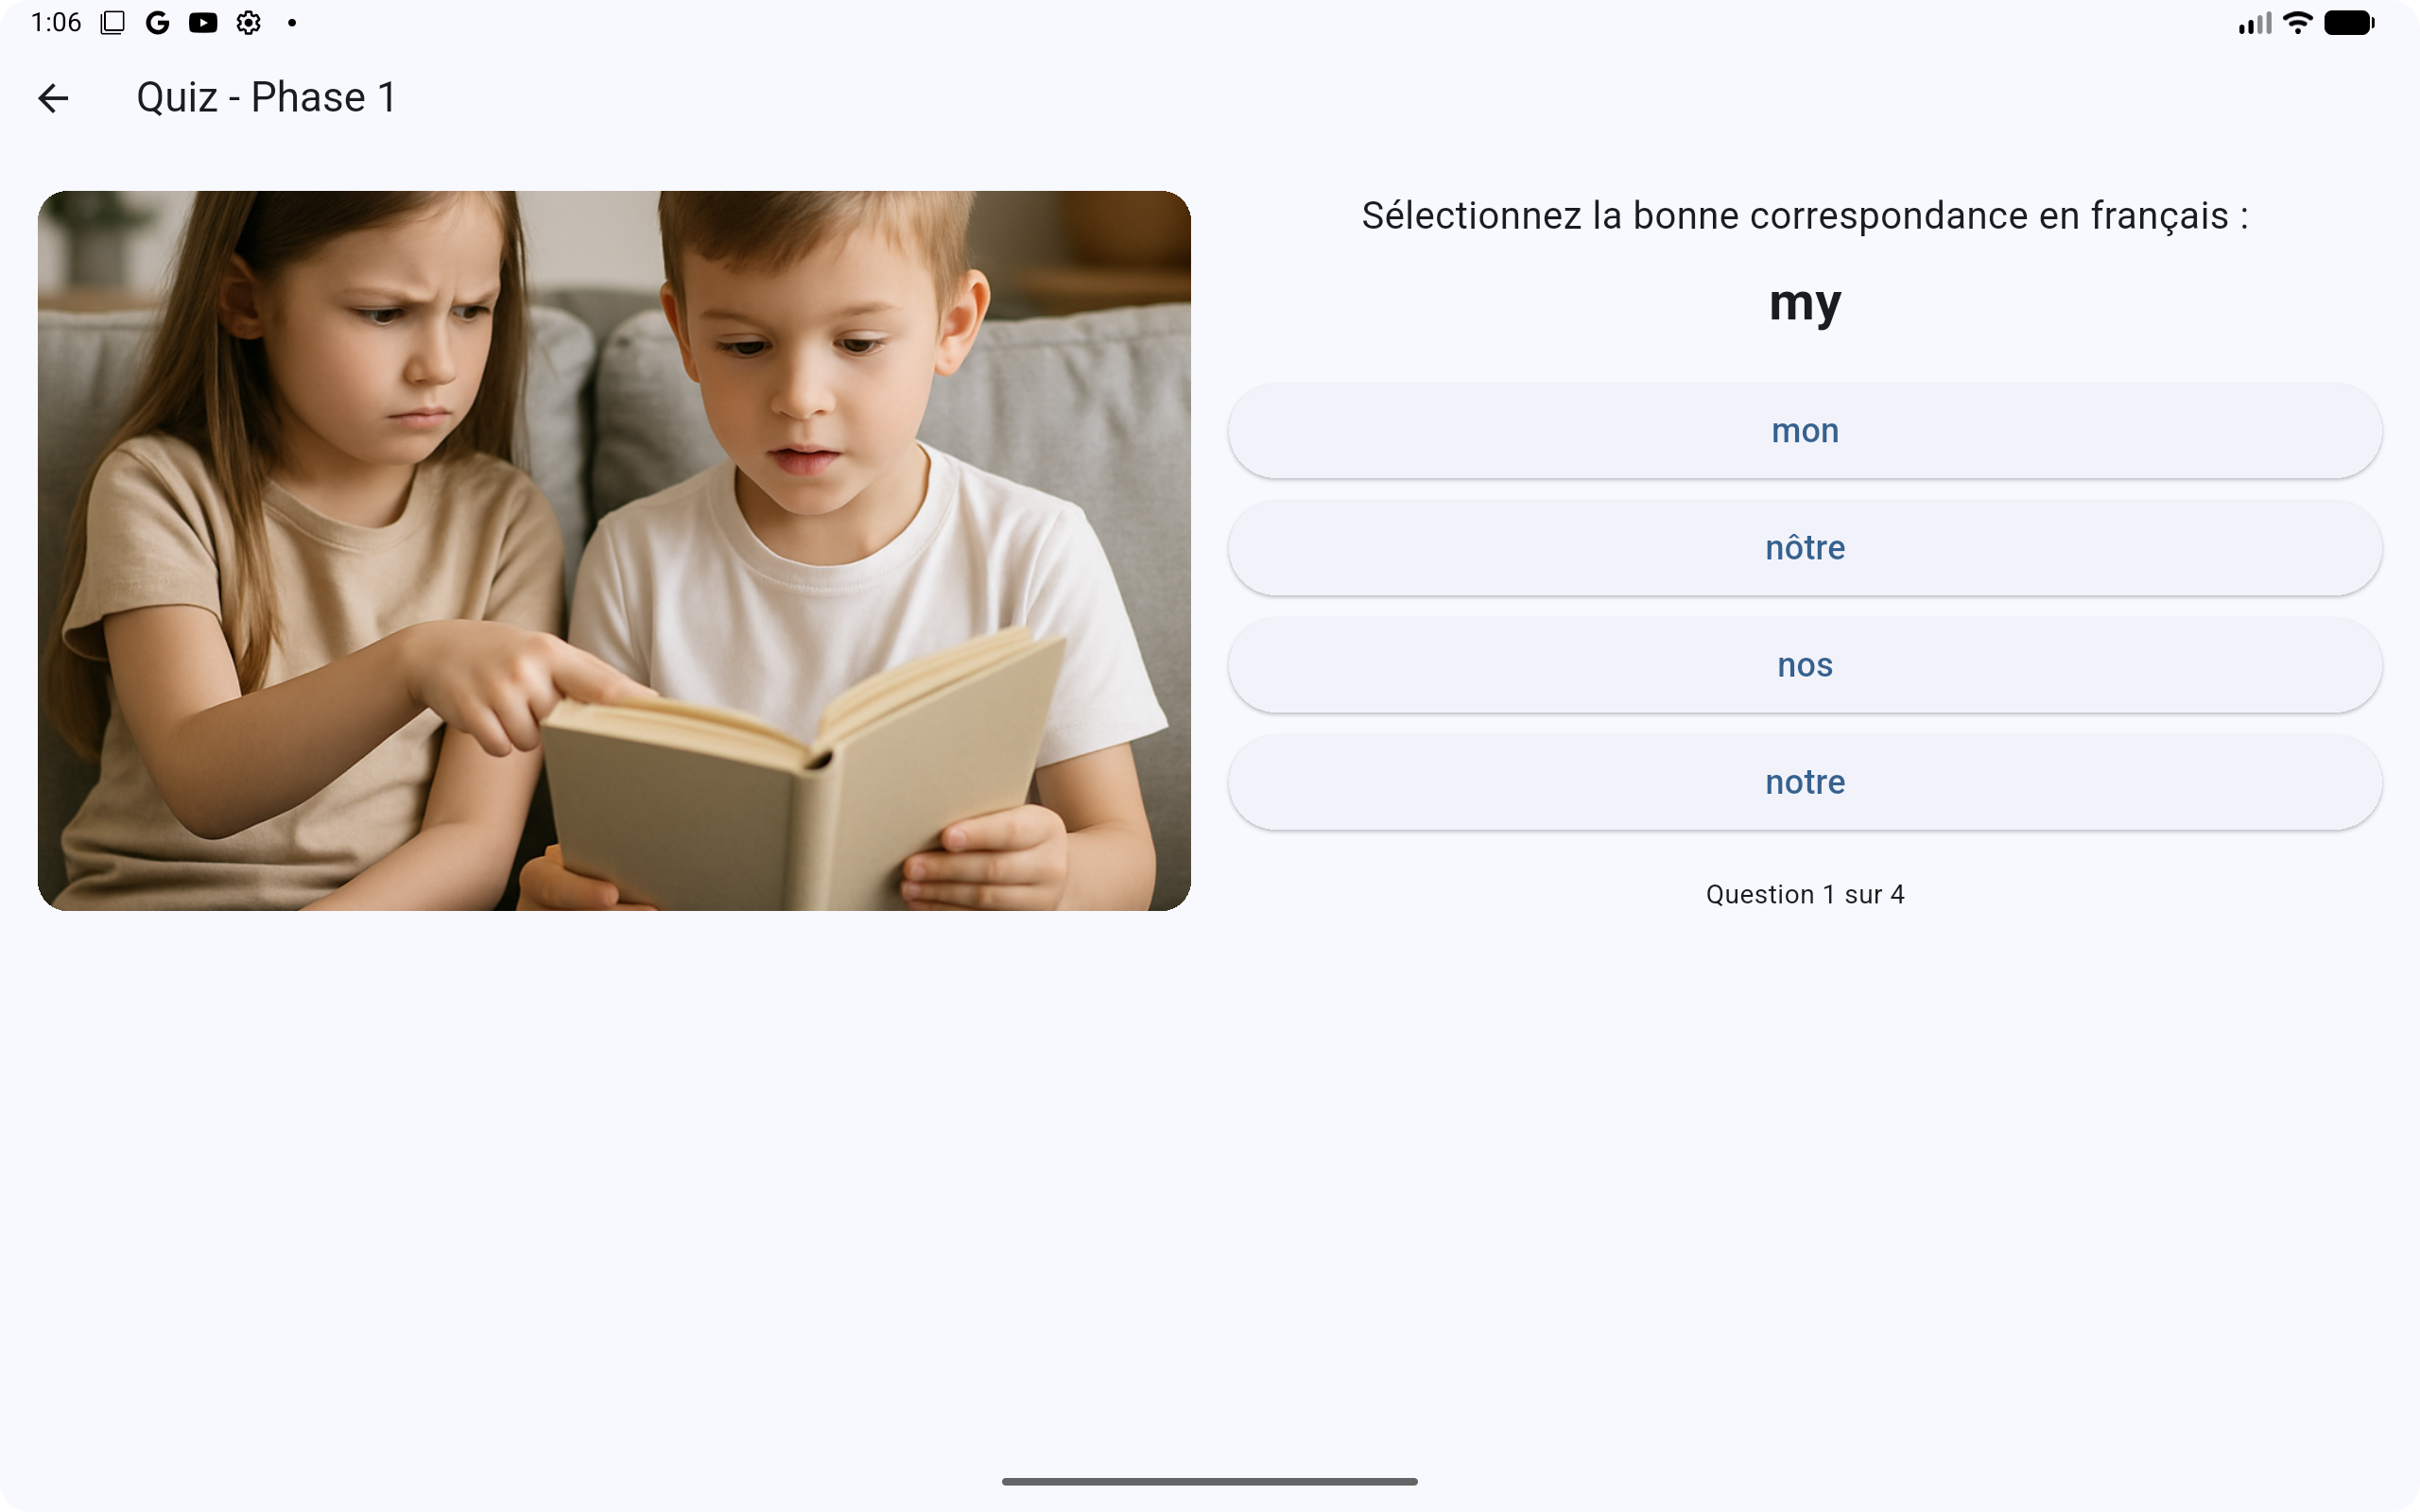 1:06
Quiz - Phase 1
Sélectionnez la bonne correspondance en français :
my
mon
nôtre
nos
notre
Question 1 sur 4